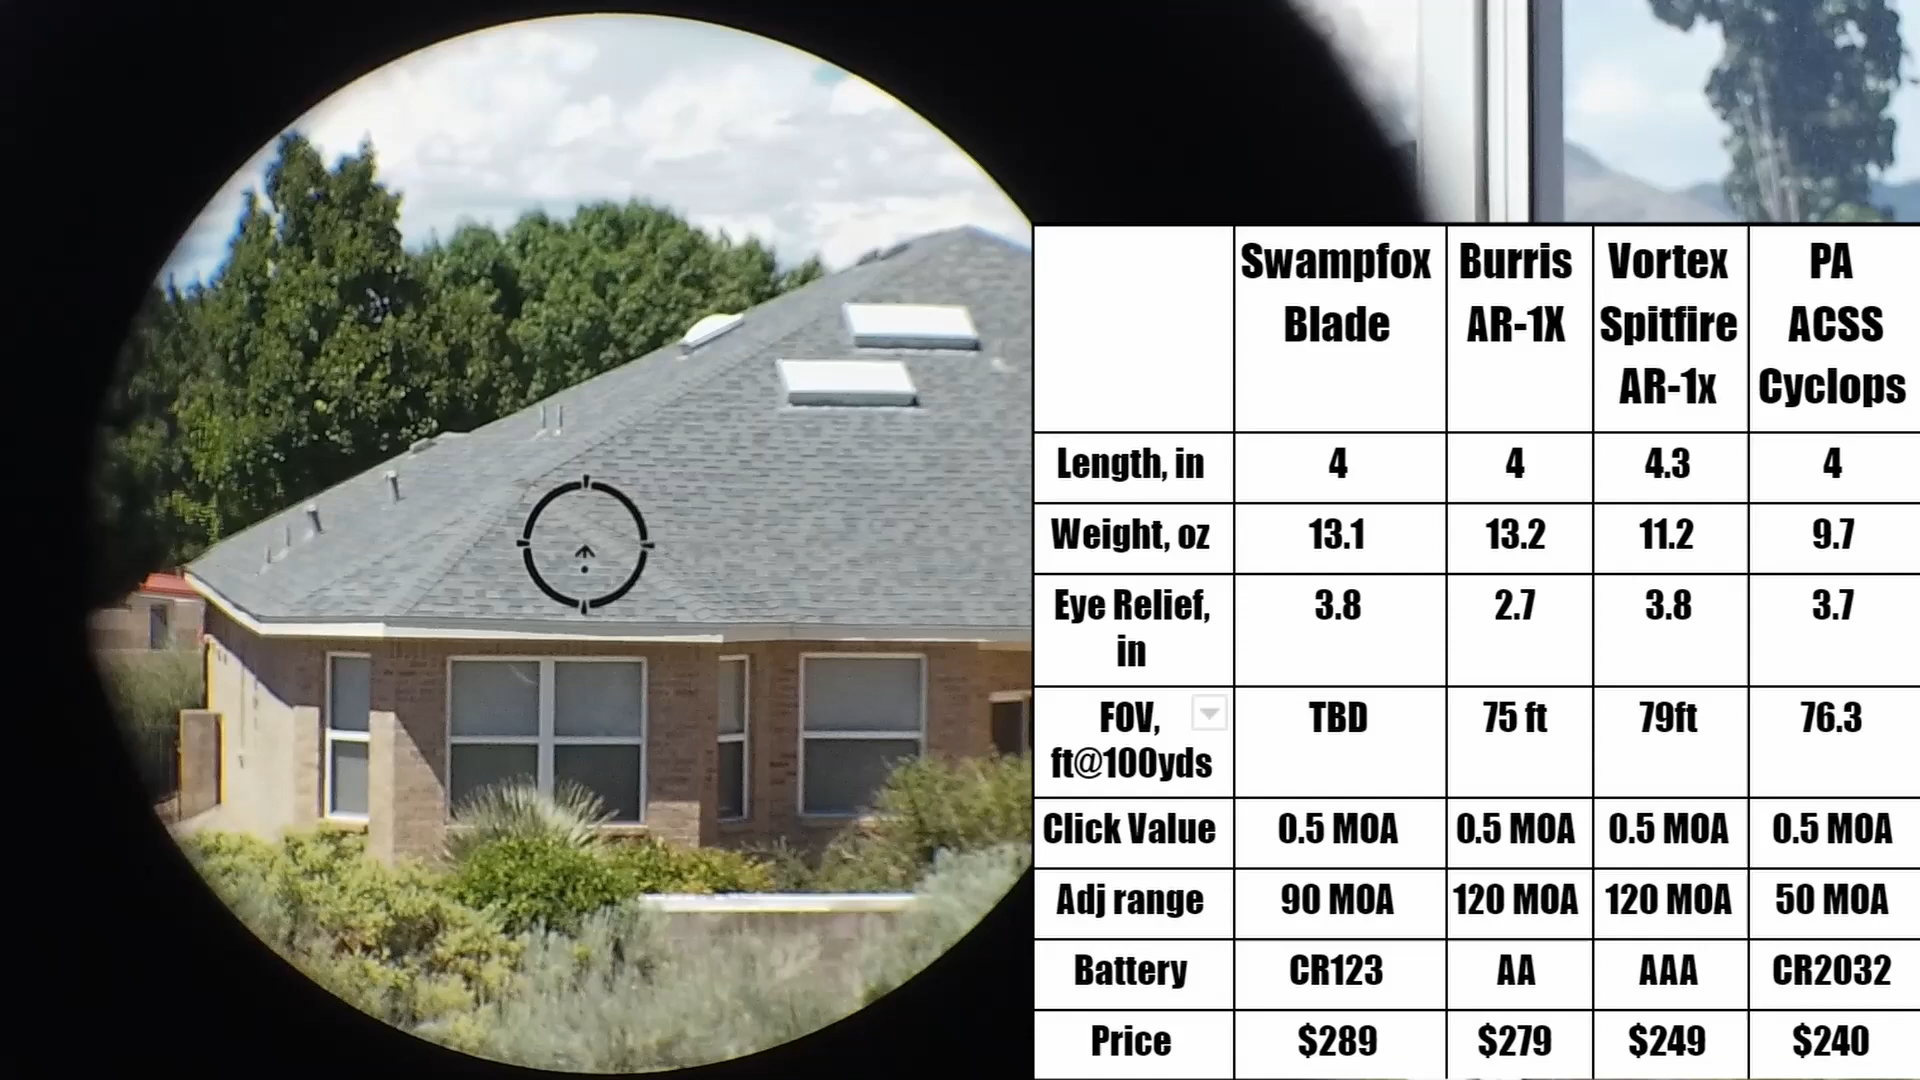 Swampfox Blade
Burris AR-1X
Vortex Spitfire AR-1x
PA ACSS Cyclops
Length, in 4 4 4.3 4
Weight, oz 13.1 13.2 11.2 9.7
Eye Relief, in 3.8 2.7 3.8 3.7
FOV, ft@100yds TBD 75 ft 79ft 76.3
Click Value 0.5 MOA 0.5 MOA 0.5 MOA 0.5 MOA
Adj range 90 MOA 120 MOA 120 MOA 50 MOA
Battery CR123 AA AAA CR2032
Price $289 $279 $249 $240